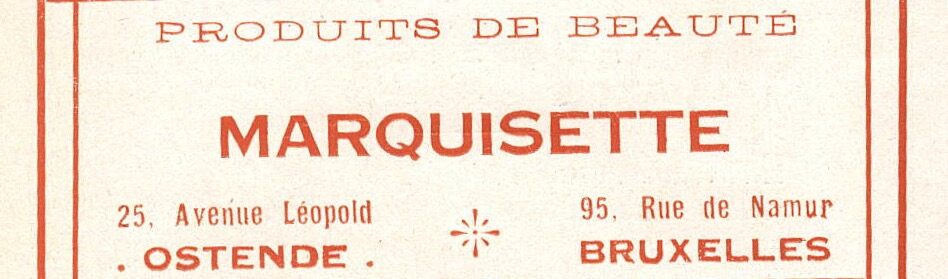 PRODUITS DE BEAUTÉ
MARQUISETTE
25, Avenue Léopold
. OSTENDE .
95, Rue de Namur
BRUXELLES